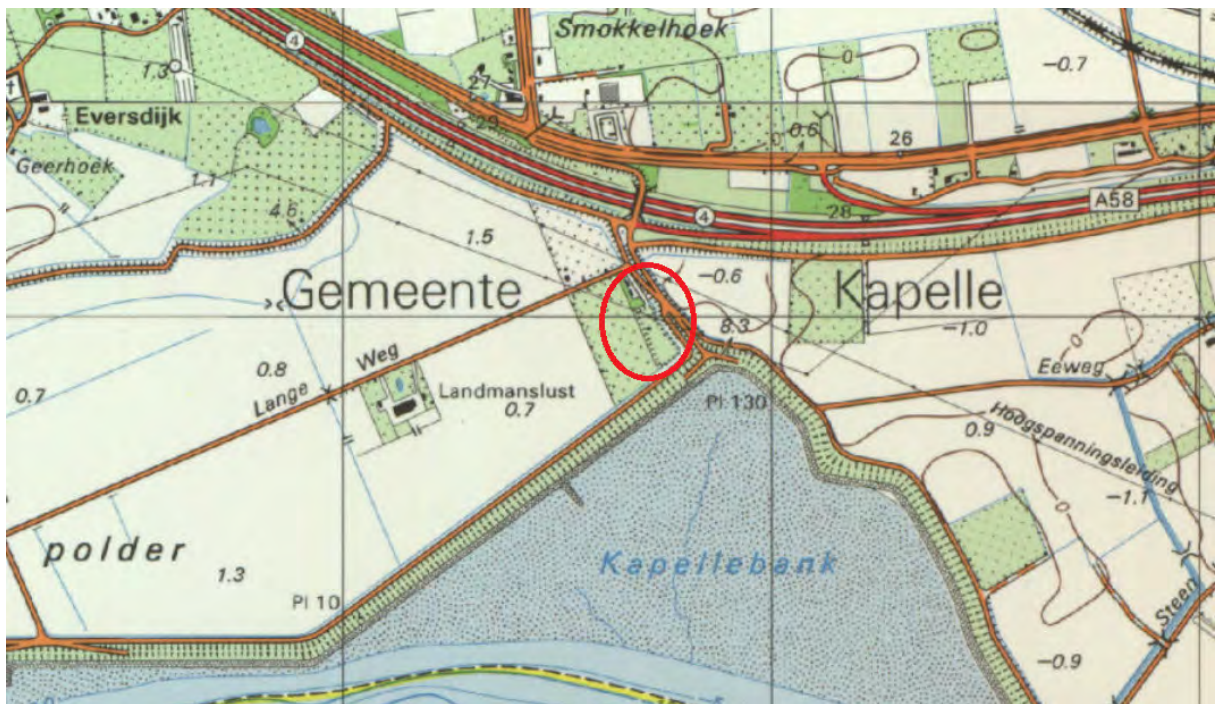 Smokkelhoek
4
1.3
27
-0.7
0
Eversdijk
29
0.6
0
26
Geerhoek
1.1
4.6
28
4
A58
1.5
-0.6
Gemeente Kapelle
8.3
-1.0
0
0.8
Weg
Eeweg
0.7
Lange
Landmanslust
0.7
Pl 130
0.9
Hoogspanningsleiding
0
-1.1
polder
Kapellebank
1.3
Pl 10
Steen
-0.9